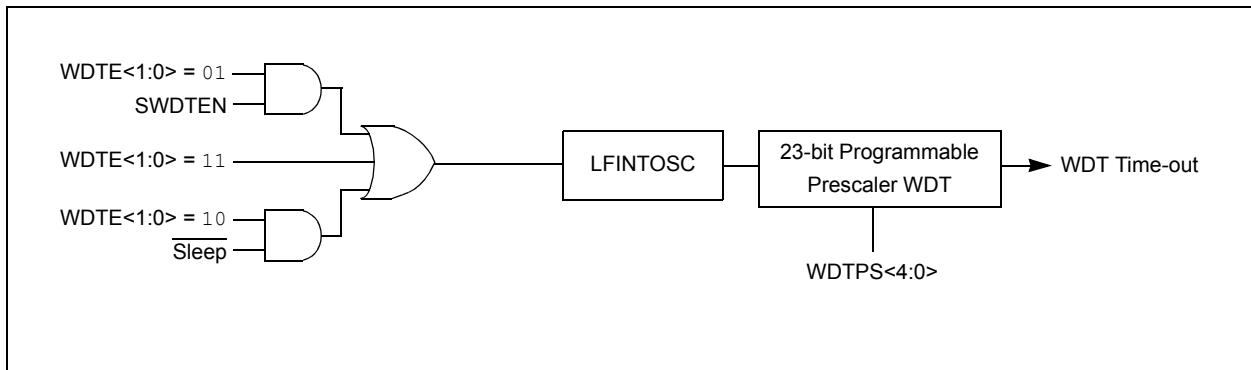 WDTE<1:0> = 01
SWDTEN
WDTE<1:0> = 11
WDTE<1:0> = 10
Sleep
LFINTOSC
23-bit Programmable
Prescaler WDT
WDT Time-out
WDTPS<4:0>